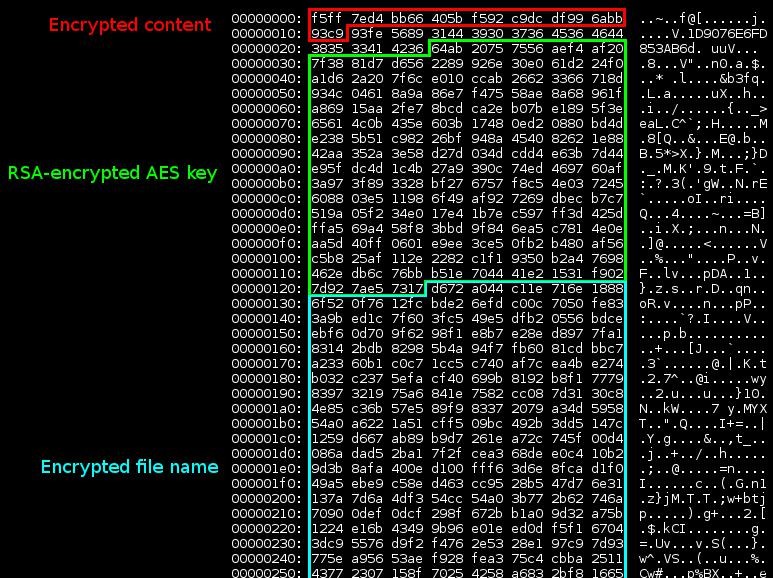 Encrypted content
RSA-encrypted AES key
Encrypted file name
00000000: f5ff 7ed4 bb66 405b f592 c9dc df99 6abb ..~..f@[......j.
00000010: 93c9 93fe 5689 3144 3930 3736 4536 4644 ....V.1D9076E6FD
00000020: 3835 3341 4236 64ab 2075 7556 aef4 af20 853AB6d. uuV...
00000030: 7f38 81d7 d656 2289 926e 30e0 61d2 24f0 .8...V"..n0.a.$.
00000040: a1d6 2a20 7f6c e010 ccab 2662 3366 718d ..* .l....&b3fq.
00000050: 934c 0461 8a9a 86e7 f475 58ae 8a68 961f .L.a.....uX..h..
00000060: a869 15aa 2fe7 8bcd ca2e b07b e189 5f3e .i../......{.._>
00000070: 6561 4c0b 435e 603b 1748 0ed2 0880 bd4d eaL.C^`;.H.....M
00000080: e238 5b51 c982 26bf 948a 4540 8262 1e88 .8[Q..&...E@.b..
00000090: 42aa 352a 3e58 d27d 034d cdd4 e63b 7d44 B.5*>X.}.M...;}D
000000a0: e95f dc4d 1c4b 27a9 390c 74ed 4697 60af ._.M.K'.9.t.F.`.
000000b0: 3a97 3f89 3328 bf27 6757 f8c5 4e03 7245 :.?.3(.'gW..N.rE
000000c0: 6088 03e5 1198 6f49 af92 7269 dbec b7c7 `.....oI..ri....
000000d0: 519a 05f2 34e0 17e4 1b7e c597 ff3d 425d Q...4....~...=B]
000000e0: ffa5 69a4 58f8 3bbd 9f84 6ea5 c781 4e0e ..i.X.;...n...N.
000000f0: aa5d 40ff 0601 e9ee 3ce5 0fb2 b480 af56 .]@.....<......V
00000100: c5b8 25af 112e 2282 c1f1 9350 b2a4 7698 ..%..."....P..v.
00000110: 462e db6c 76bb b51e 7044 41e2 1531 f902 F..lv...pDA..1..
00000120: 7d92 7ae5 7317 d672 a044 c11e 716e 1888 }.z.s..r.D..qn..
00000130: 6f52 0f76 12fc bde2 6efd c00c 7050 fe83 oR.v....n...pP..
00000140: 3a9b ed1c 7f60 3fc5 49e5 dfb2 0556 bdce :....`?.I....V..
00000150: ebf6 0d70 9f62 98f1 e8b7 e28e d897 7fa1 ...p.b..........
00000160: 8314 2bdb 8298 5b4a 94f7 fb60 81cd bbc7 ..+...[J...`....
00000170: a233 60b1 c0c7 1cc5 c740 af7c ea4b e274 .3`......@.|.K.t
00000180: b032 c237 5efa cf40 699b 8192 b8f1 7779 .2.7^..@i.....wy
00000190: 8397 3219 75a6 841e 7582 cc08 7d31 30c8 ..2.u...u...}10.
000001a0: 4e85 c36b 57e5 89f9 8337 2079 a34d 5958 N..kW....7 y.MYX
000001b0: 54a0 a622 1a51 cff5 09bc 492b 3dd5 147c T..".Q....I+=..|
000001c0: 1259 d667 ab89 b9d7 261e a72c 745f 00d4 .Y.g....&..,t_..
000001d0: 086a dad5 2ba1 7f2f cea3 68de e0c4 10b2 .j..+../..h.....
000001e0: 9d3b 8afa 400e d100 fff6 3d6e 8fca d1f0 .;..@.....=n....
000001f0: 49a5 ebe9 c58e d463 cc95 28b5 47d7 6e31 I......c..(.G.n1
00000200: 137a 7d6a 4df3 54cc 54a0 3b77 2b62 746a .z}jM.T.T.;w+btj
00000210: 7090 0def 0dcf 298f 672b b1a0 9d32 a75b p.....).g+...2.[
00000220: 1224 e16b 4349 9b96 e01e ed0d f5f1 6704 .$.kCI........g.
00000230: 3dc9 5576 d9f2 f476 2e53 28e1 97c9 7d93 =.Uv...v.S(...}.
00000240: 775e a956 53ae f928 fea3 75c4 cbba 2511 w^.VS..(..u...%.
00000250: 4377 2307 158f 7025 4258 a683 2bf8 1665 Cw#...p%BX..+..e